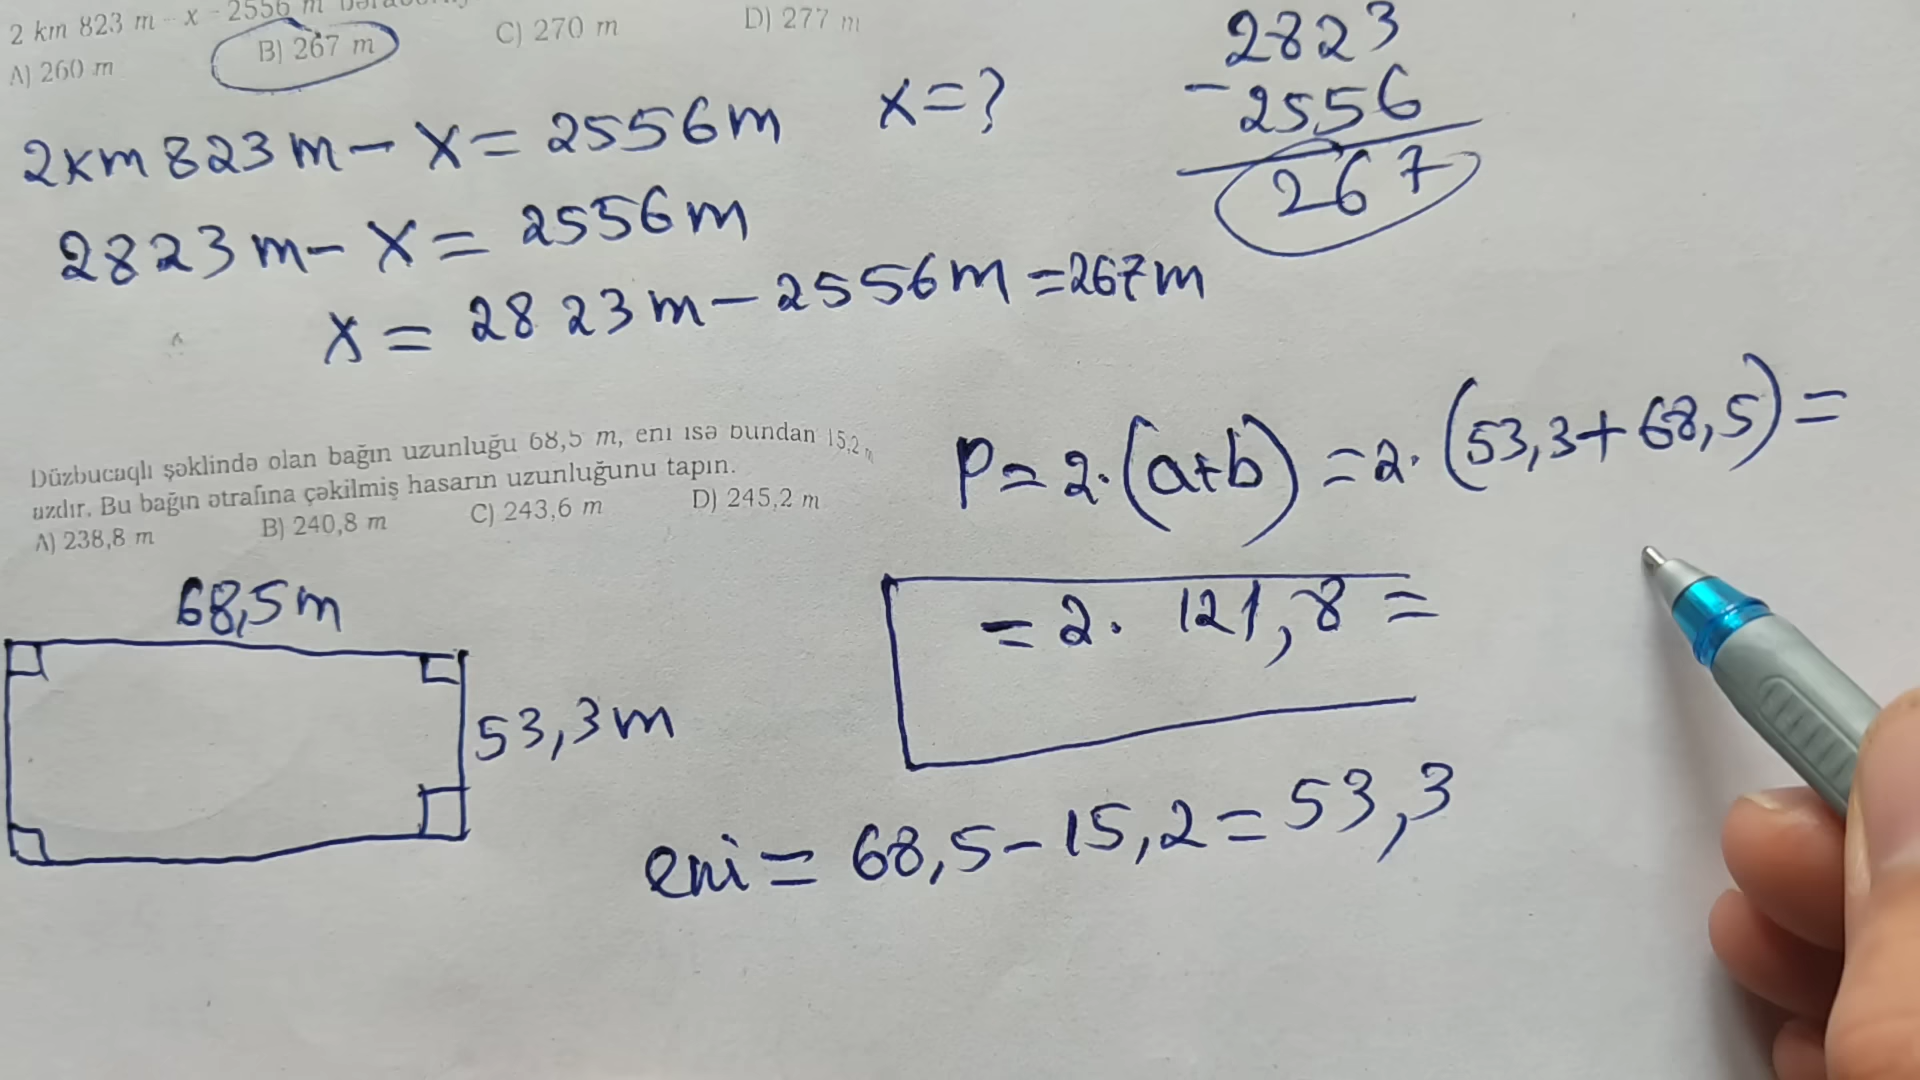 2 km 823 m - x - 2556 m
A) 260 m B) 267 m C) 270 m D) 277 m
2km 823m - x = 2556m x = ?
2823m - x = 2556m
x = 2823m - 2556m = 267m
2823
- 2556
267
Düzbucaqlı şəklində olan bağın uzunluğu 68,5 m, eni isə bundan 15,2 m
azdır. Bu bağın ətrafına çəkilmiş hasarın uzunluğunu tapın.
A) 238,8 m B) 240,8 m C) 243,6 m D) 245,2 m
68,5m
53,3m
P = 2·(a+b) = 2·(53,3+68,5) =
= 2· 121,8 =
eni = 68,5 - 15,2 = 53,3